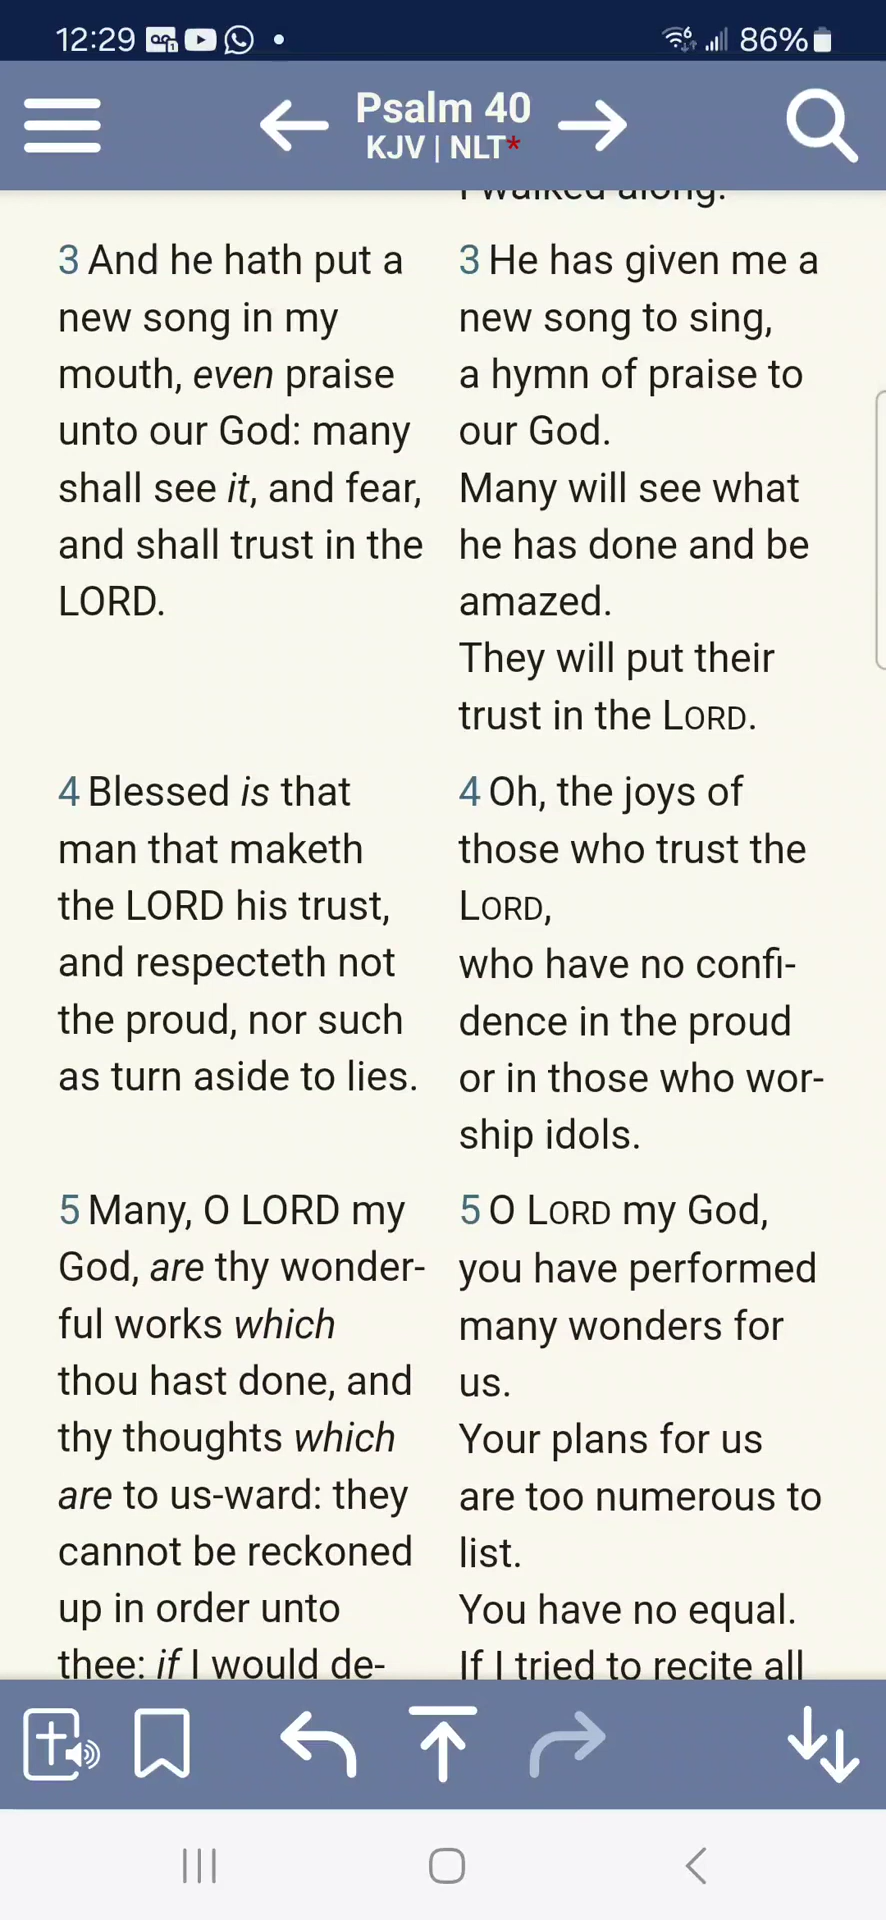 12:29
86%
Psalm 40
KJV | NLT*
I walked along.
3 And he hath put a
new song in my
mouth, even praise
unto our God: many
shall see it, and fear,
and shall trust in the
LORD.
3 He has given me a
new song to sing,
a hymn of praise to
our God.
Many will see what
he has done and be
amazed.
They will put their
trust in the LORD.
4 Blessed is that
man that maketh
the LORD his trust,
and respecteth not
the proud, nor such
as turn aside to lies.
4 Oh, the joys of
those who trust the
LORD,
who have no confi-
dence in the proud
or in those who wor-
ship idols.
5 Many, O LORD my
God, are thy wonder-
ful works which
thou hast done, and
thy thoughts which
are to us-ward: they
cannot be reckoned
up in order unto
thee: if I would de-
5 O LORD my God,
you have performed
many wonders for
us.
Your plans for us
are too numerous to
list.
You have no equal.
If I tried to recite all